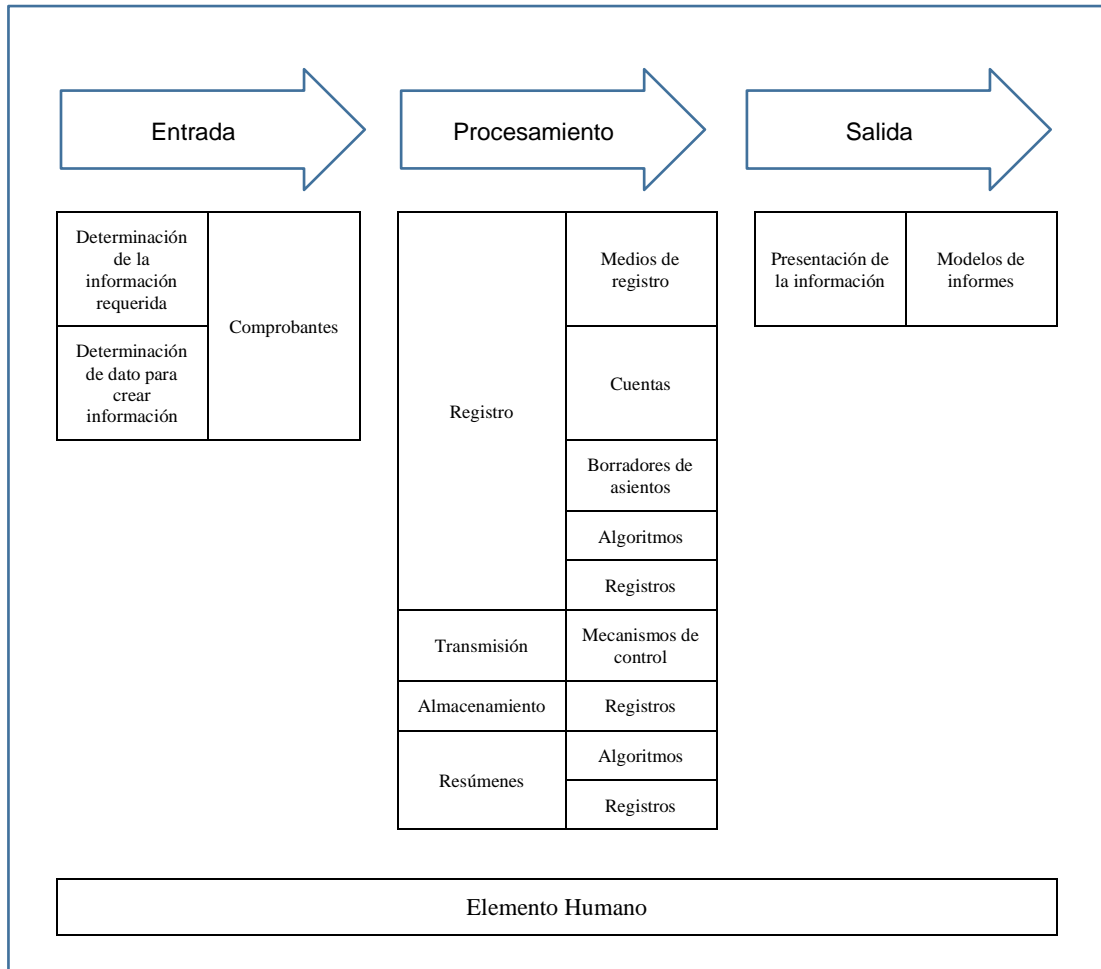 Entrada
Procesamiento
Salida
Determinación
de la
información
requerida
Determinación
de dato para
crear
información
Comprobantes
Registro
Medios de
registro
Cuentas
Borradores de
asientos
Algoritmos
Registros
Transmisión
Mecanismos de
control
Almacenamiento
Registros
Resúmenes
Algoritmos
Registros
Presentación de
la información
Modelos de
informes
Elemento Humano